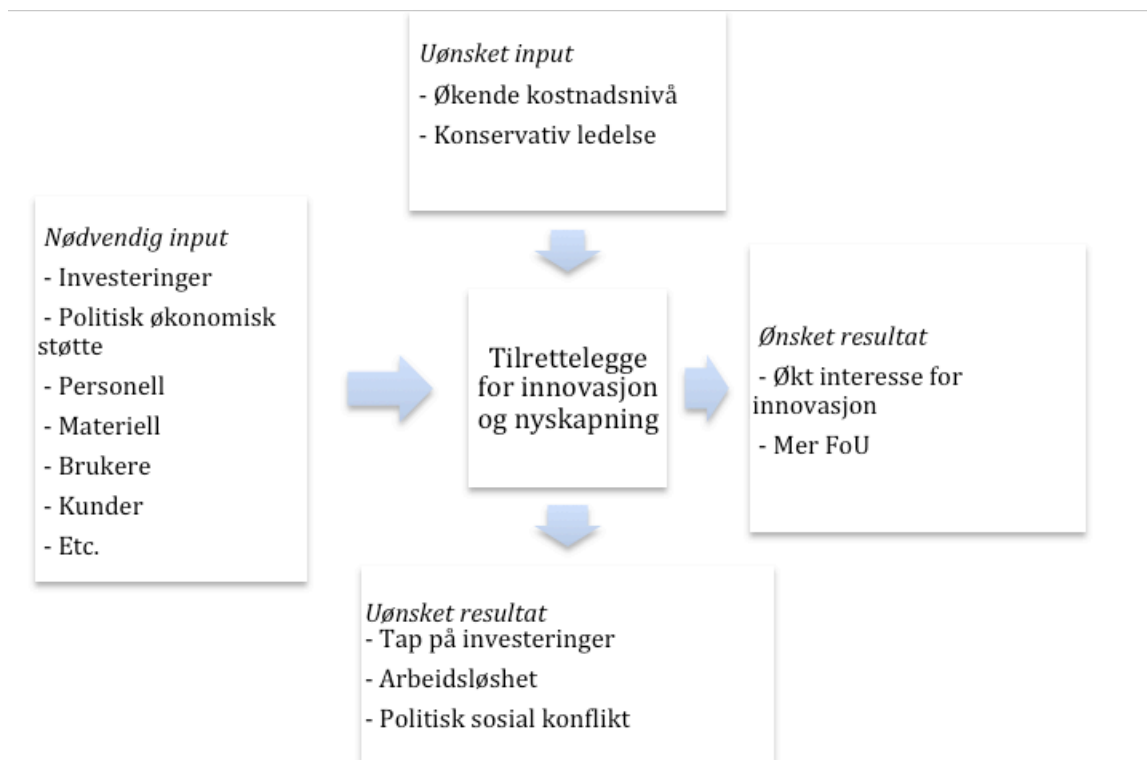 Uønsket input
- Økende kostnadsnivå
- Konservativ ledelse
Nødvendig input
- Investeringer
- Politisk økonomisk
støtte
- Personell
- Materiell
- Brukere
- Kunder
- Etc.
Tilrettelegge
for innovasjon
og nyskapning
Ønsket resultat
- Økt interesse for
innovasjon
- Mer FoU
Uønsket resultat
- Tap på investeringer
- Arbeidsløshet
- Politisk sosial konflikt